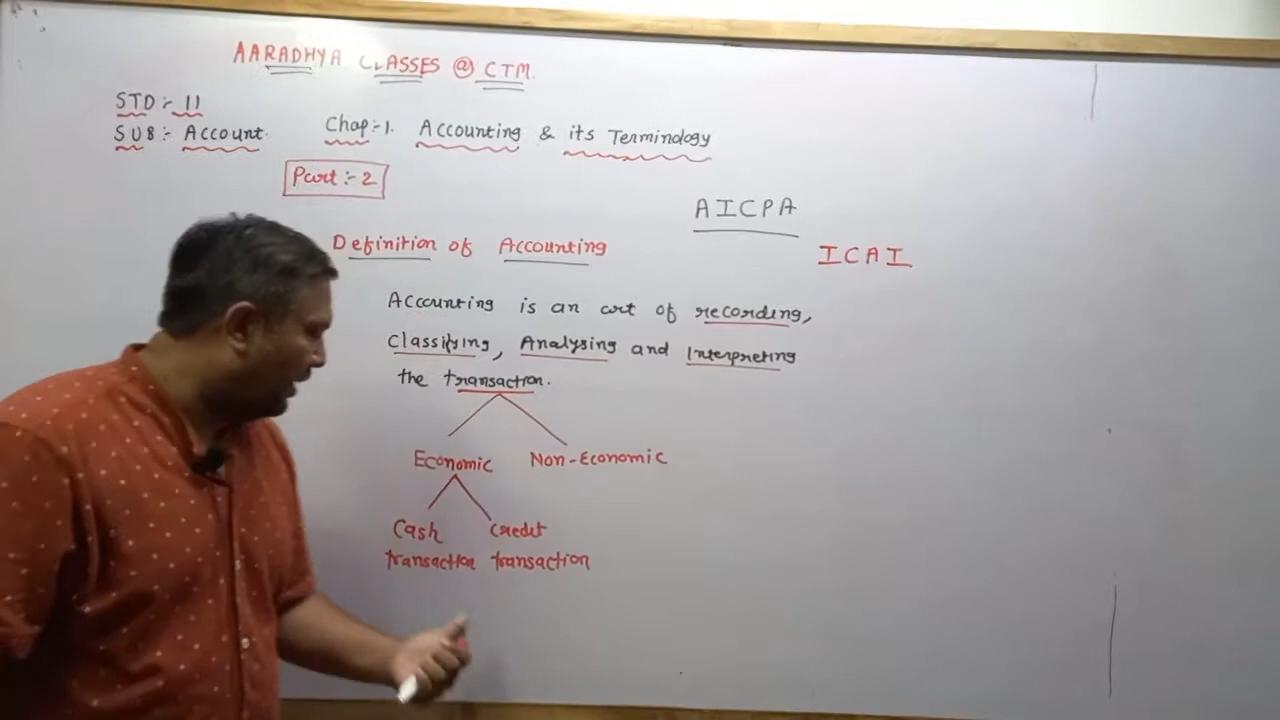 AARADHYA CLASSES @ CTM.
STD :- 11
SUB :- Account. Chap :- 1. Accounting & its Terminology
Part :- 2
AICPA
ICAI
Definition of Accounting
Accounting is an art of recording,
Classifying, Analysing and Interpreting
the transaction.
Economic Non-Economic
Cash Credit
transaction transaction